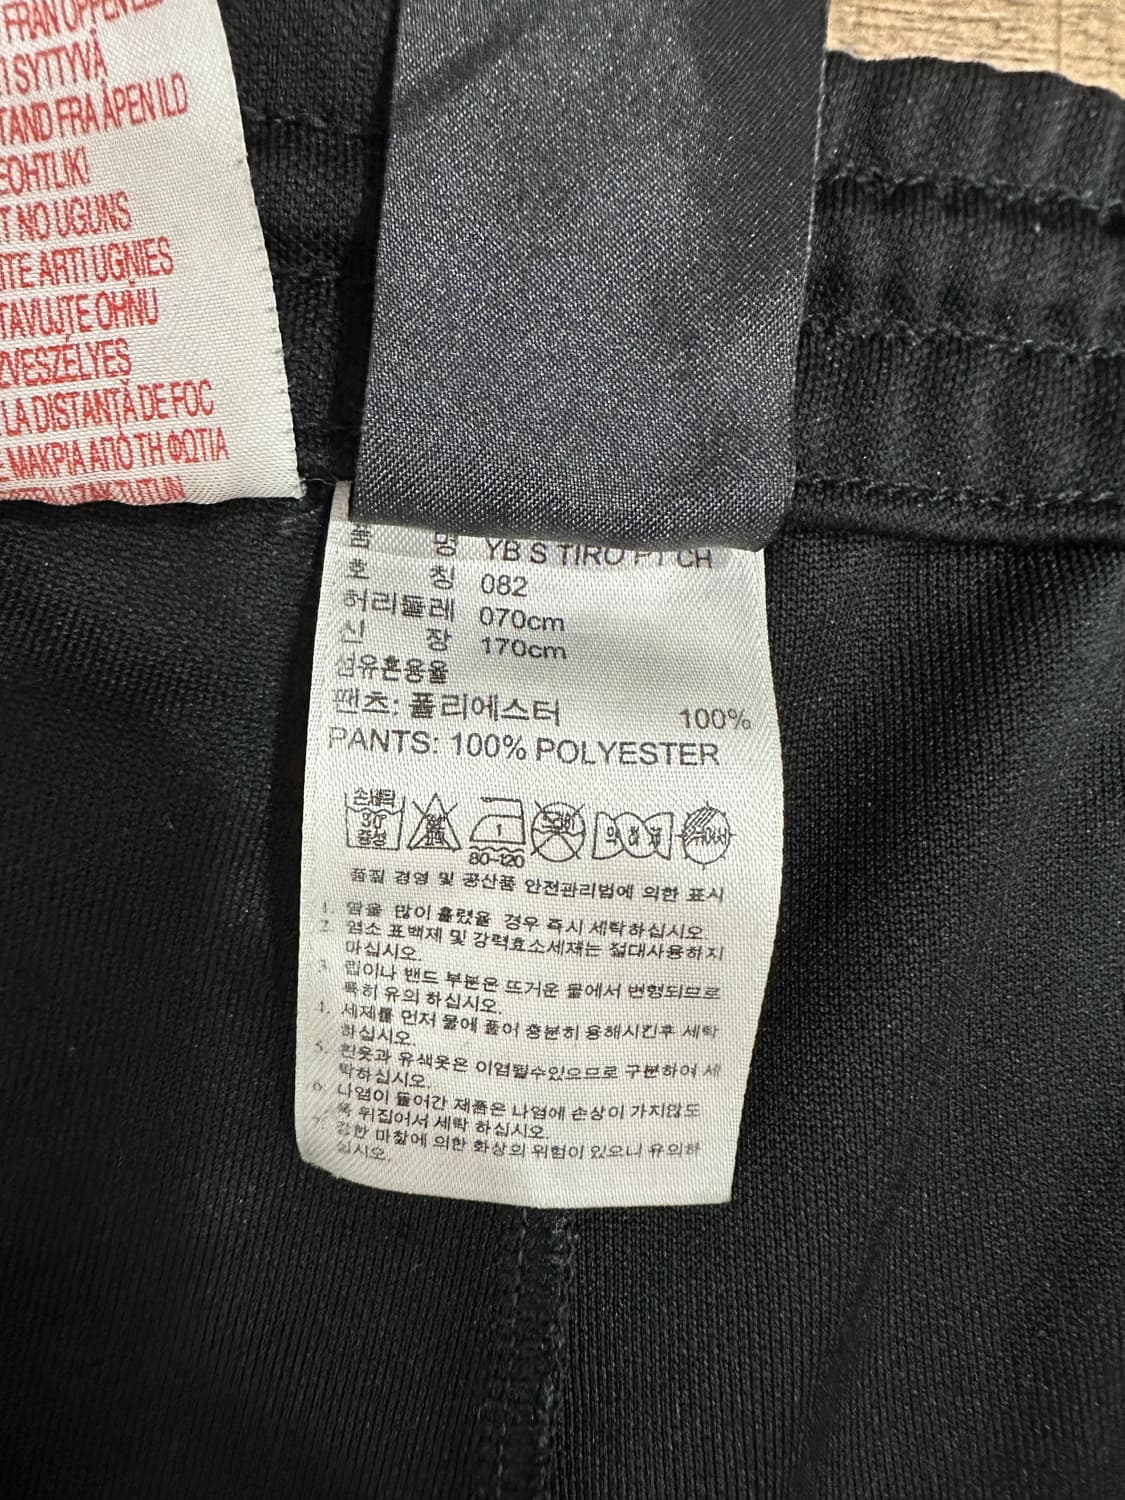 FRAN ÖPPEN ELD
SYTTYVÄ
TAND FRA ÅPEN ILD
EOHTLIKI
NO UGUNS
ARTI UGNIES
OHŃU
ZVESZÉLYES
LA DISTANŢĂ DE FOC
ΜΑΚΡΙΑ ΑΠΟ ΤΗ ΦΩΤΙΑ
품 명 YB S TIRO PT CH
호 칭 082
허리둘레 070cm
신 장 170cm
섬유혼용율
팬츠: 폴리에스터 100%
PANTS: 100% POLYESTER
손세탁
30°
중성
80~120
품질 경영 및 공산품 안전관리법에 의한 표시
1. 땀을 많이 흘렸을 경우 즉시 세탁하십시오
2. 염소 표백제 및 강력효소세제는 절대사용하지
마십시오.
3. 립이나 밴드 부분은 뜨거운 물에서 변형되므로
특히 유의 하십시오.
4. 세제를 먼저 물에 풀어 충분히 용해시킨후 세탁
하십시오.
5. 흰옷과 유색옷은 이염될수있으므로 구분하여 세
탁하십시오.
6. 나염이 들어간 제품은 나염에 손상이 가지않도
록 뒤집어서 세탁 하십시오.
7. 강한 마찰에 의한 화상의 위험이 있으니 유의하
십시오.